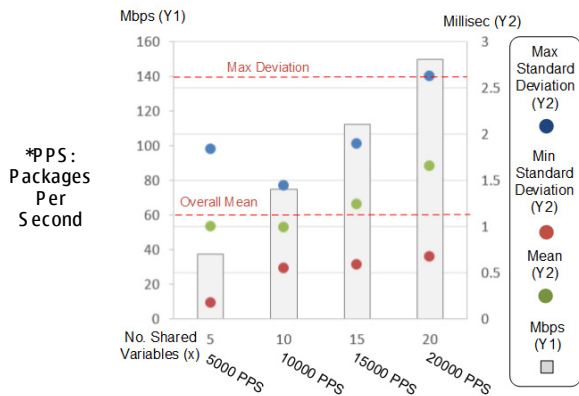 Mbps (Y1)
Millisec (Y2)
160
140
120
100
80
60
40
20
0
3
2.5
2
1.5
1
0.5
0
Max Deviation
Overall Mean
*PPS:
Packages
Per
Second
No. Shared
Variables (x)
5
10
15
20
5000 PPS
10000 PPS
15000 PPS
20000 PPS
Max
Standard
Deviation
(Y2)
Min
Standard
Deviation
(Y2)
Mean
(Y2)
Mbps
(Y1)